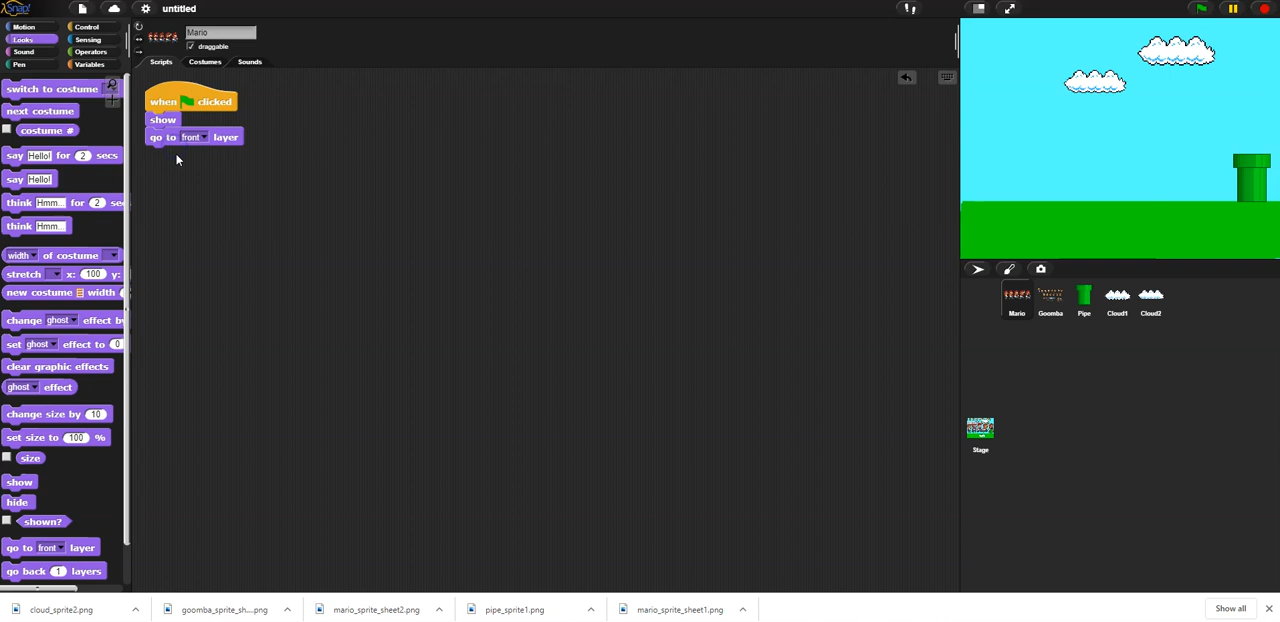 Snap!
untitled
Motion
Control
Looks
Sensing
Sound
Operators
Pen
Variables
Mario
draggable
Scripts
Costumes
Sounds
switch to costume
next costume
costume #
say Hello! for 2 secs
say Hello!
think Hmm... for 2 sec
think Hmm...
width of costume
stretch x: 100 y:
new costume width
change ghost effect by
set ghost effect to 0
clear graphic effects
ghost effect
change size by 10
set size to 100 %
size
show
hide
shown?
go to front layer
go back 1 layers
when clicked
show
go to front layer
Mario
Goomba
Pipe
Cloud1
Cloud2
Stage
cloud_sprite2.png
goomba_sprite_sh....png
mario_sprite_sheet2.png
pipe_sprite1.png
mario_sprite_sheet1.png
Show all